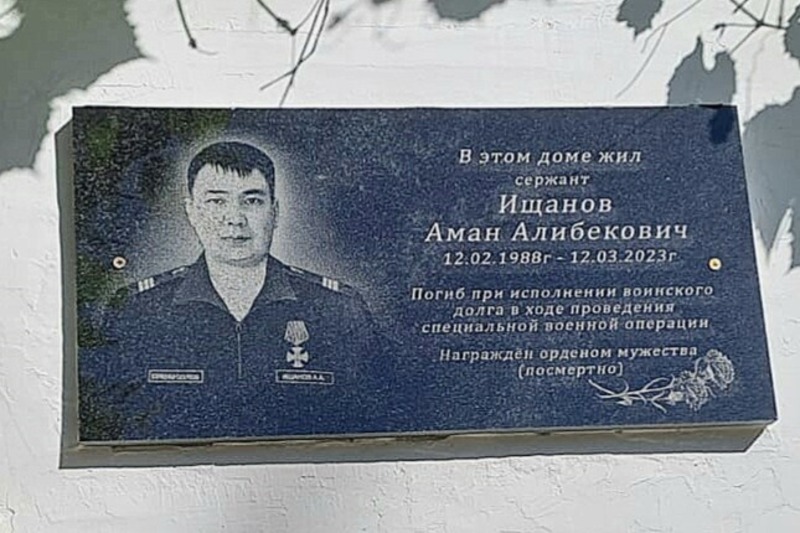 В этом доме жил
сержант
Ищанов
Аман Алибекович
12.02.1988г - 12.03.2023г
Погиб при исполнении воинского
долга в ходе проведения
специальной военной операции
Награждён орденом мужества
(посмертно)
ИЩАНОВ А.А.